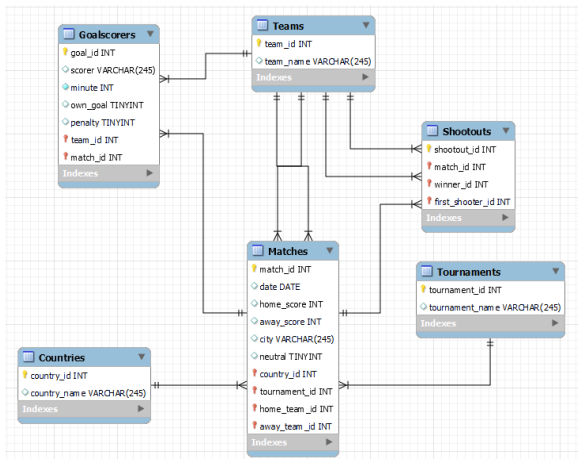 Goalscorers
goal_id INT
scorer VARCHAR(245)
minute INT
own_goal TINYINT
penalty TINYINT
team_id INT
match_id INT
Indexes
Teams
team_id INT
team_name VARCHAR(245)
Indexes
Shootouts
shootout_id INT
match_id INT
winner_id INT
first_shooter_id INT
Indexes
Matches
match_id INT
date DATE
home_score INT
away_score INT
city VARCHAR(245)
neutral TINYINT
country_id INT
tournament_id INT
home_team_id INT
away_team_id INT
Indexes
Tournaments
tournament_id INT
tournament_name VARCHAR(245)
Indexes
Countries
country_id INT
country_name VARCHAR(245)
Indexes